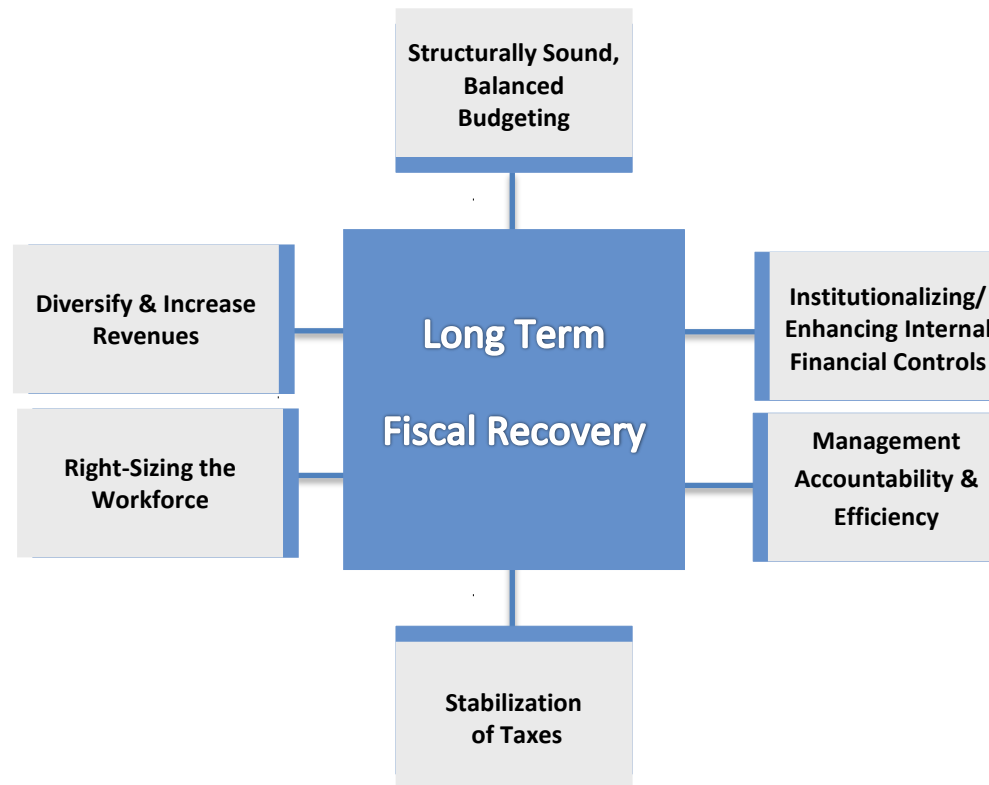 Structurally Sound,
Balanced
Budgeting
Diversify & Increase
Revenues
Long Term
Fiscal Recovery
Institutionalizing/
Enhancing Internal
Financial Controls
Right-Sizing the
Workforce
Management
Accountability &
Efficiency
Stabilization
of Taxes